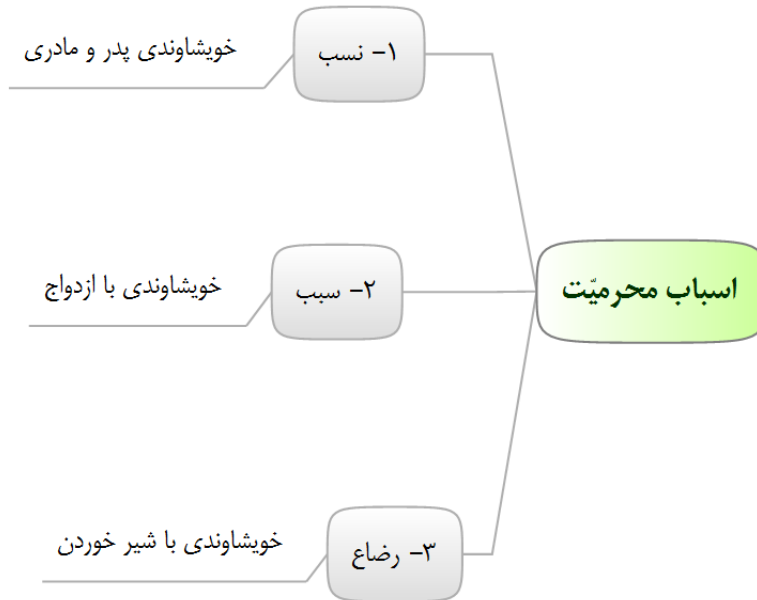 اسباب محرمیّت
۱- نسب
خویشاوندی پدر و مادری
۲- سبب
خویشاوندی با ازدواج
۳- رضاع
خویشاوندی با شیر خوردن